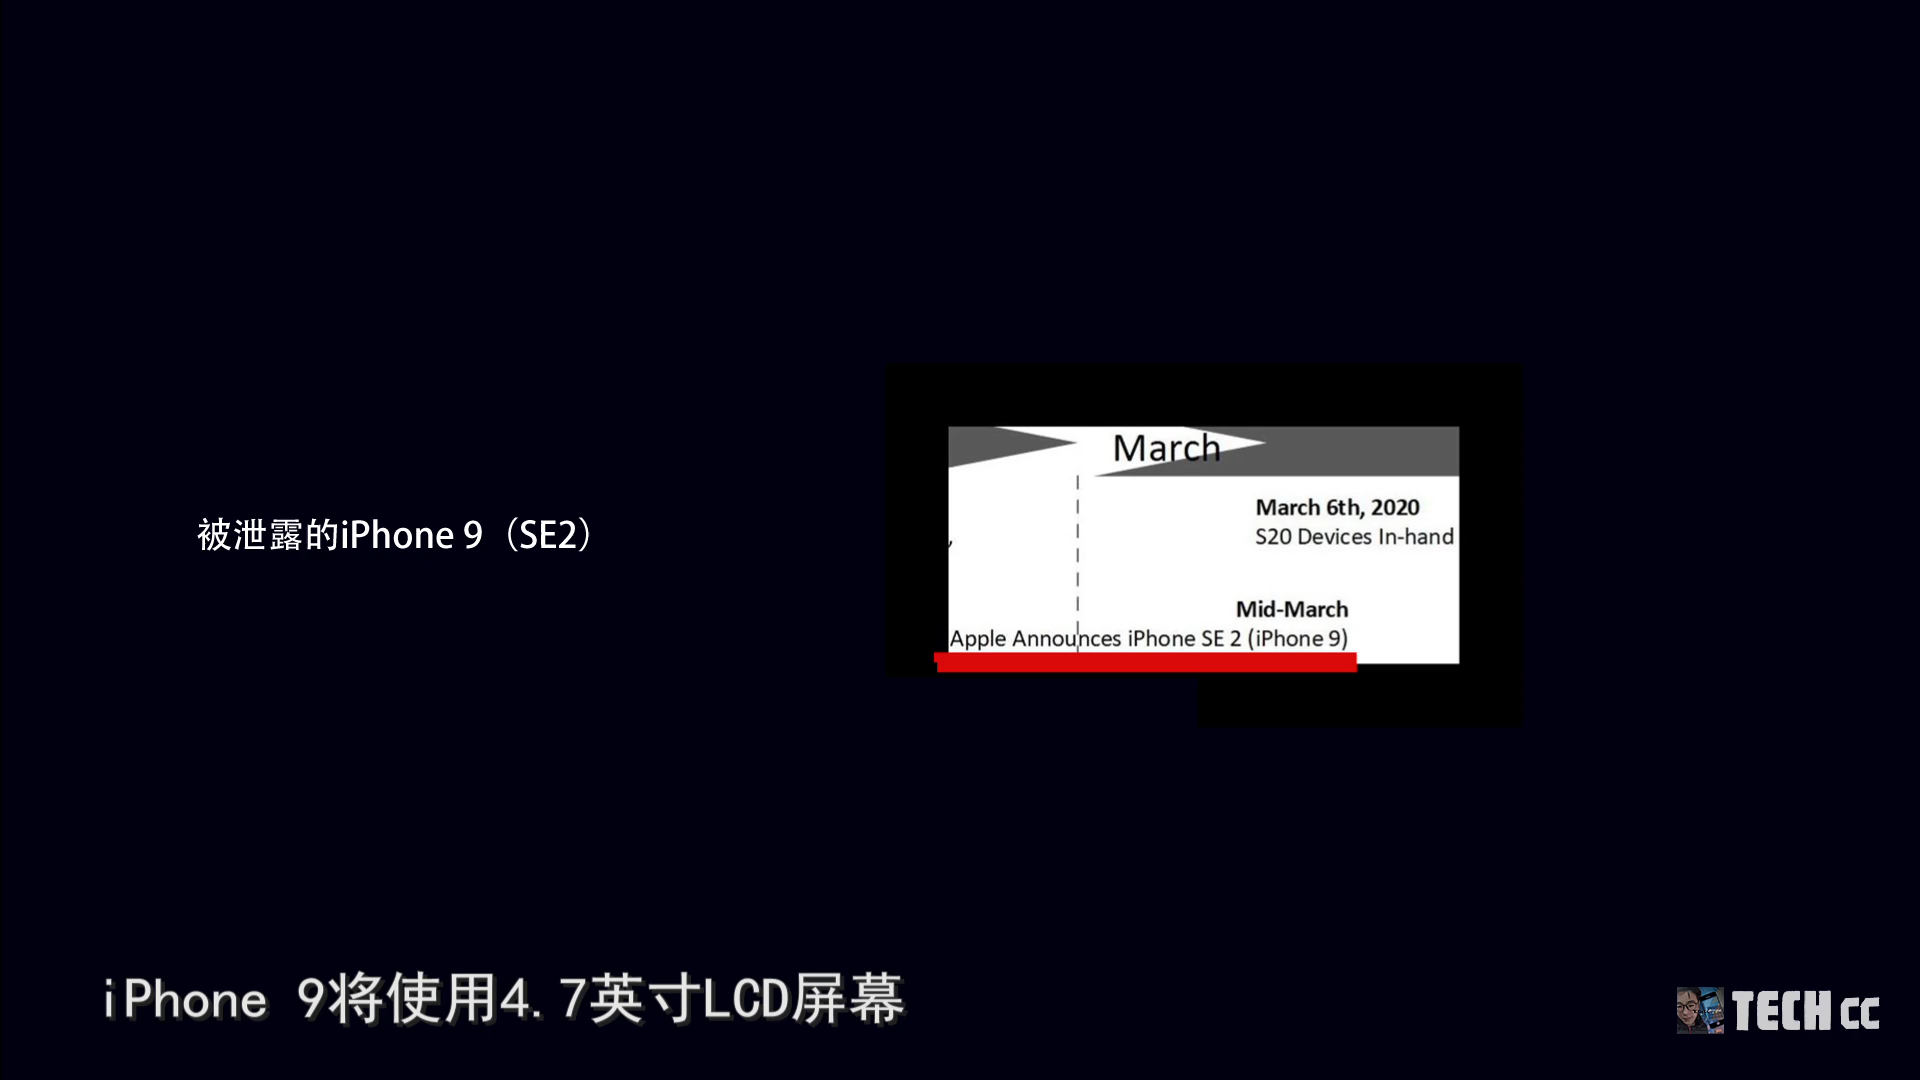 March
March 6th, 2020
S20 Devices In-hand
被泄露的iPhone 9（SE2）
,
Mid-March
Apple Announces iPhone SE 2 (iPhone 9)
iPhone 9将使用4.7英寸LCD屏幕
TECH CC